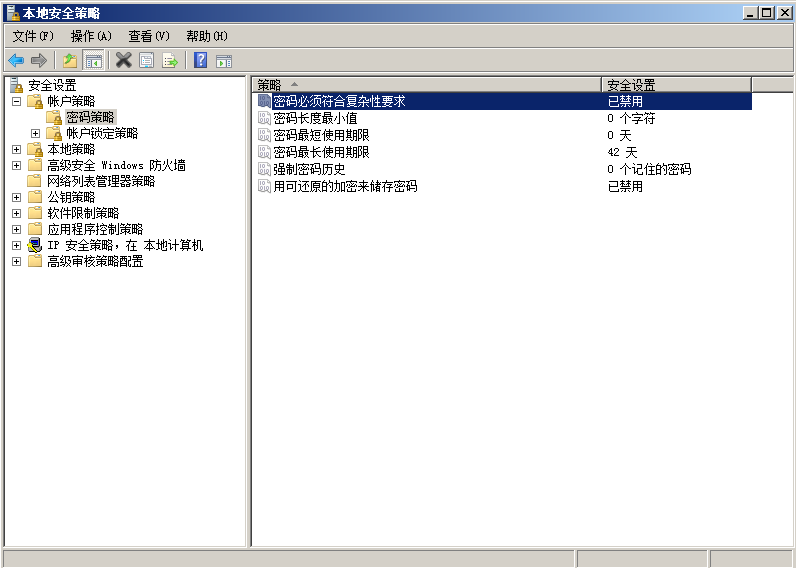 本地安全策略
文件(F) 操作(A) 查看(V) 帮助(H)
安全设置
帐户策略
密码策略
帐户锁定策略
本地策略
高级安全 Windows 防火墙
网络列表管理器策略
公钥策略
软件限制策略
应用程序控制策略
IP 安全策略，在 本地计算机
高级审核策略配置
策略 安全设置
密码必须符合复杂性要求 已禁用
密码长度最小值 0 个字符
密码最短使用期限 0 天
密码最长使用期限 42 天
强制密码历史 0 个记住的密码
用可还原的加密来储存密码 已禁用